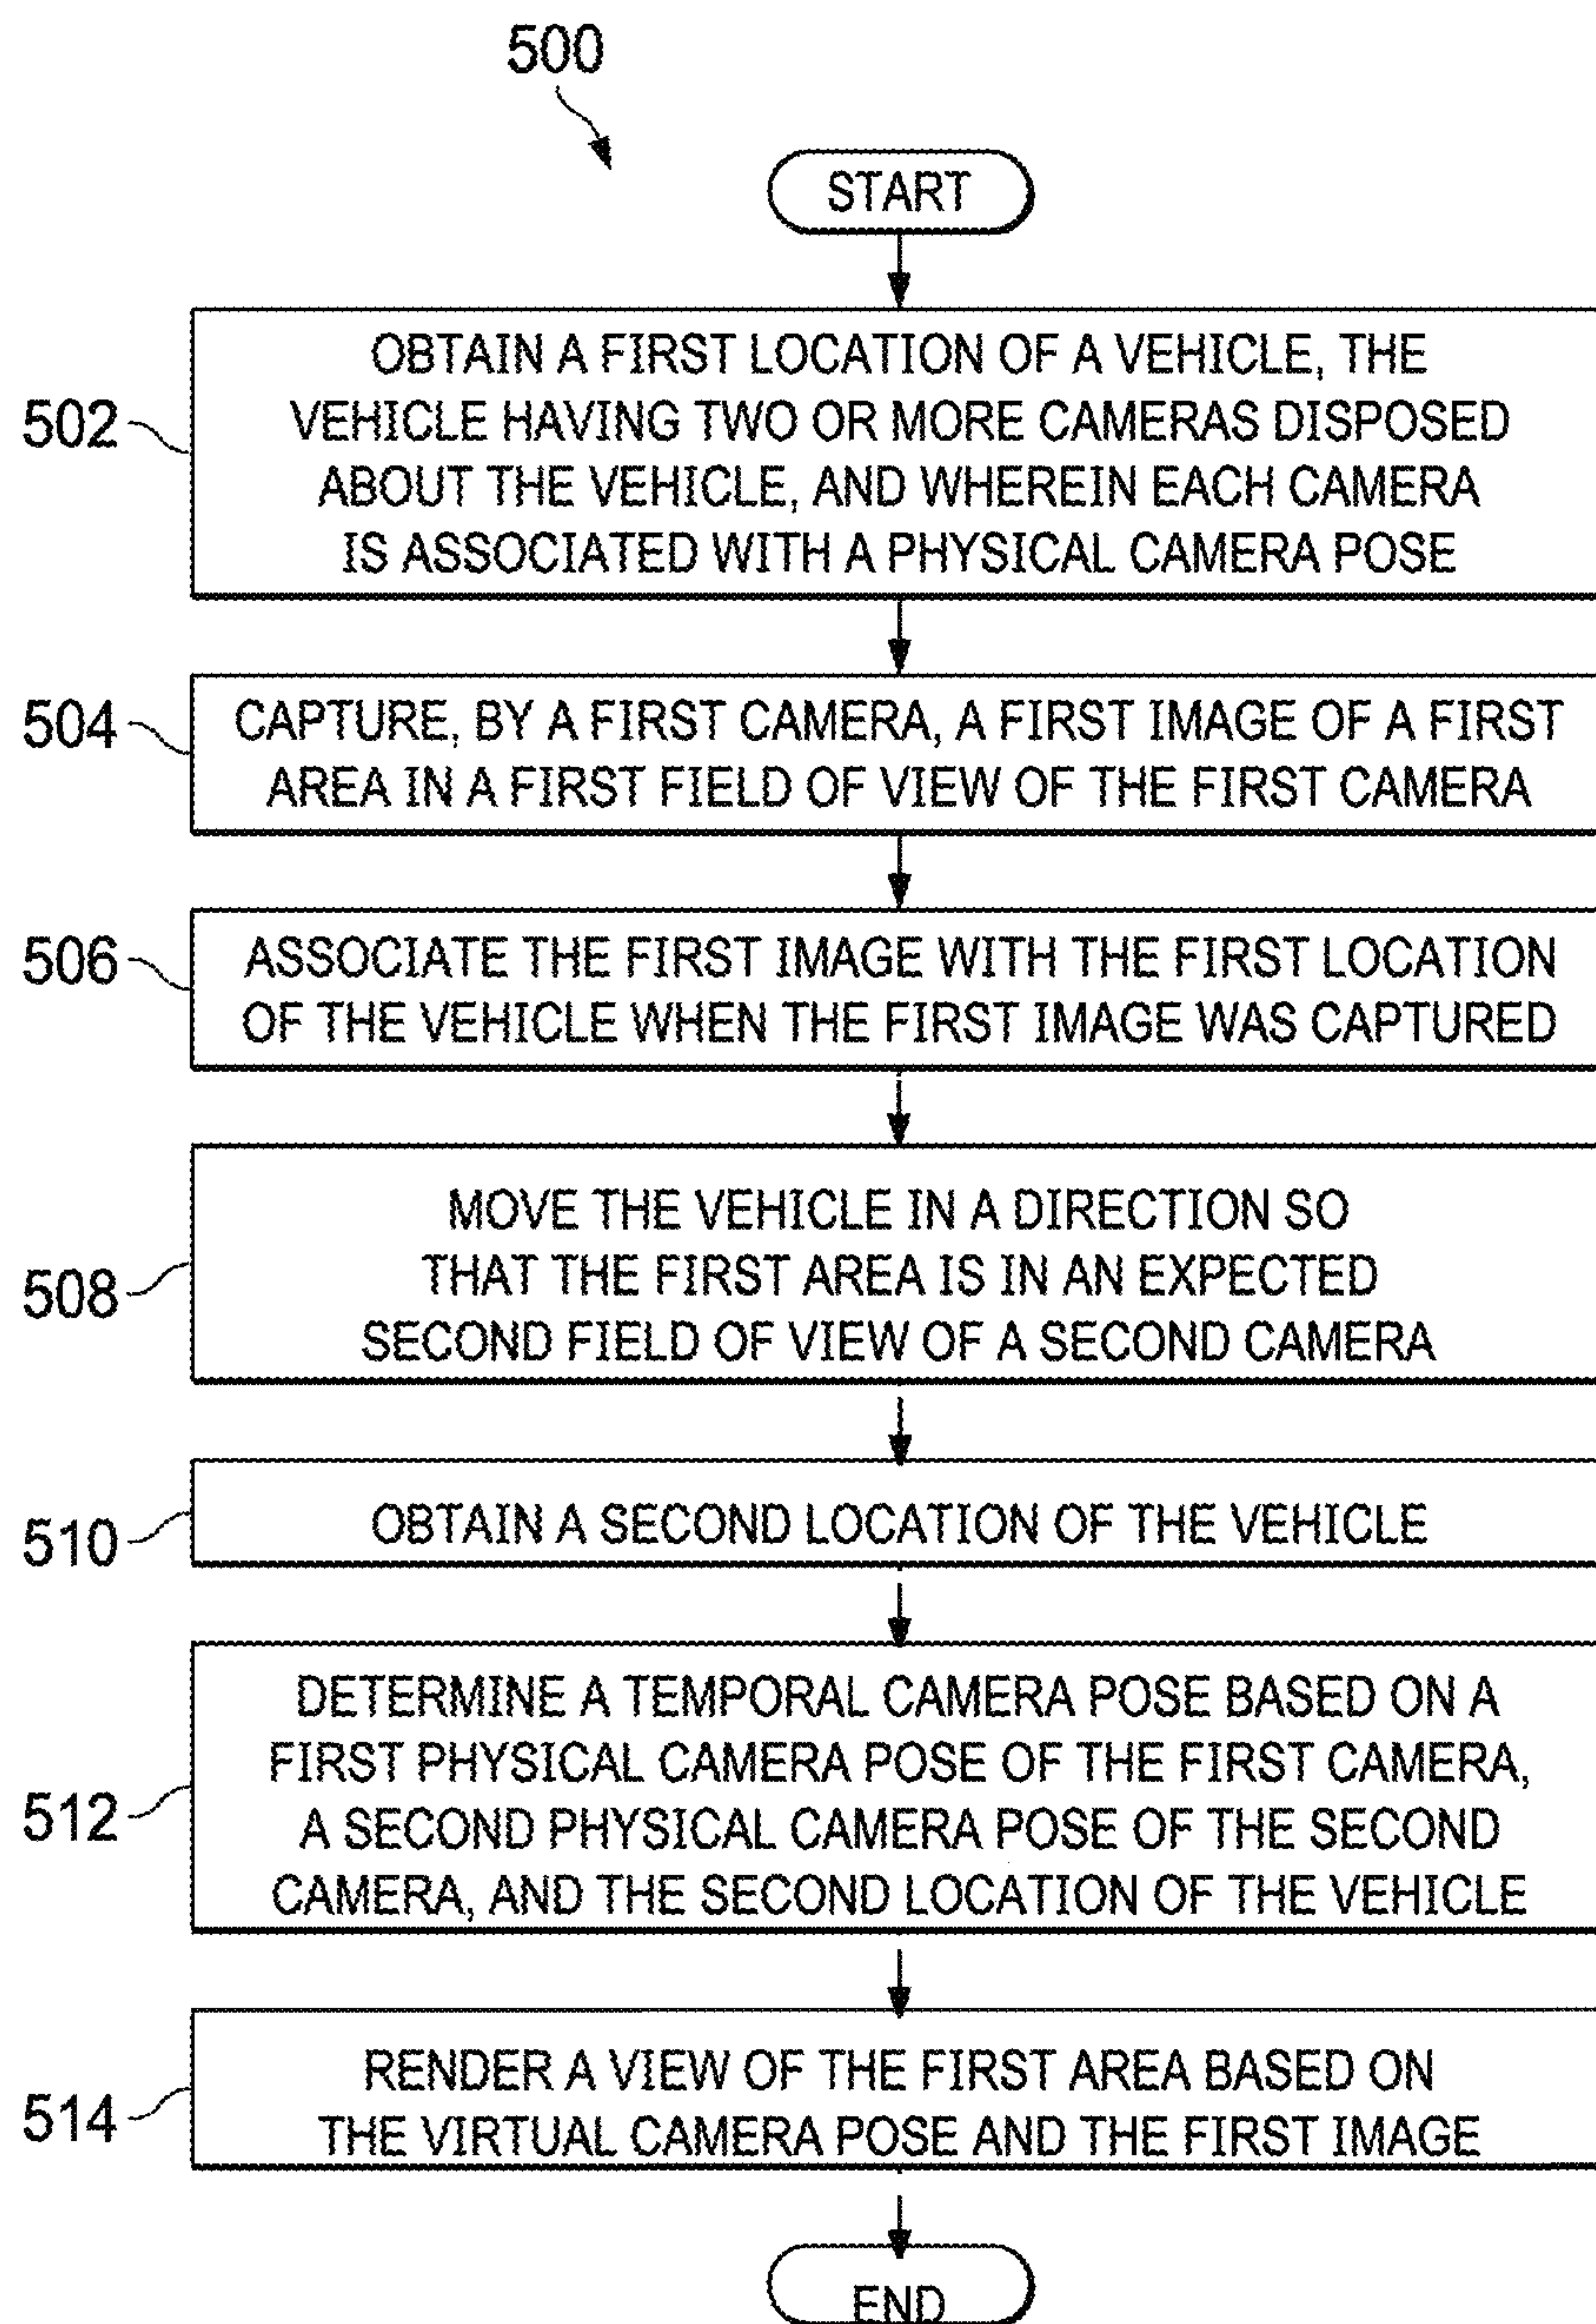 500
START
502
OBTAIN A FIRST LOCATION OF A VEHICLE, THE
VEHICLE HAVING TWO OR MORE CAMERAS DISPOSED
ABOUT THE VEHICLE, AND WHEREIN EACH CAMERA
IS ASSOCIATED WITH A PHYSICAL CAMERA POSE
504
CAPTURE, BY A FIRST CAMERA, A FIRST IMAGE OF A FIRST
AREA IN A FIRST FIELD OF VIEW OF THE FIRST CAMERA
506
ASSOCIATE THE FIRST IMAGE WITH THE FIRST LOCATION
OF THE VEHICLE WHEN THE FIRST IMAGE WAS CAPTURED
508
MOVE THE VEHICLE IN A DIRECTION SO
THAT THE FIRST AREA IS IN AN EXPECTED
SECOND FIELD OF VIEW OF A SECOND CAMERA
510
OBTAIN A SECOND LOCATION OF THE VEHICLE
512
DETERMINE A TEMPORAL CAMERA POSE BASED ON A
FIRST PHYSICAL CAMERA POSE OF THE FIRST CAMERA,
A SECOND PHYSICAL CAMERA POSE OF THE SECOND
CAMERA, AND THE SECOND LOCATION OF THE VEHICLE
514
RENDER A VIEW OF THE FIRST AREA BASED ON
THE VIRTUAL CAMERA POSE AND THE FIRST IMAGE
END